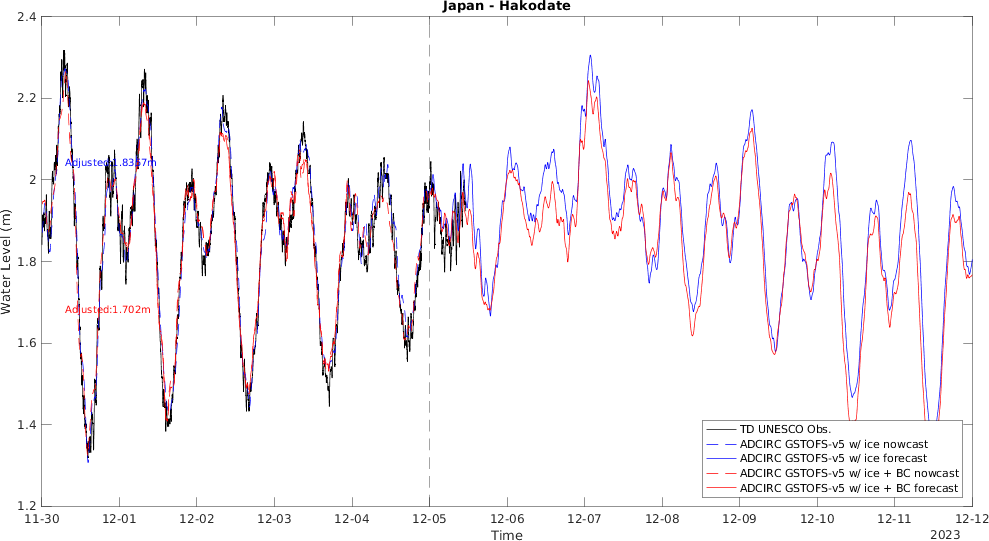 Japan - Hakodate
2.4
2.2
2
1.8
1.6
1.4
1.2
Water Level (m)
Adjusted:1.8367m
Adjusted:1.702m
TD UNESCO Obs.
ADCIRC GSTOFS-v5 w/ ice nowcast
ADCIRC GSTOFS-v5 w/ ice forecast
ADCIRC GSTOFS-v5 w/ ice + BC nowcast
ADCIRC GSTOFS-v5 w/ ice + BC forecast
11-30 12-01 12-02 12-03 12-04 12-05 12-06 12-07 12-08 12-09 12-10 12-11 12-12
Time
2023